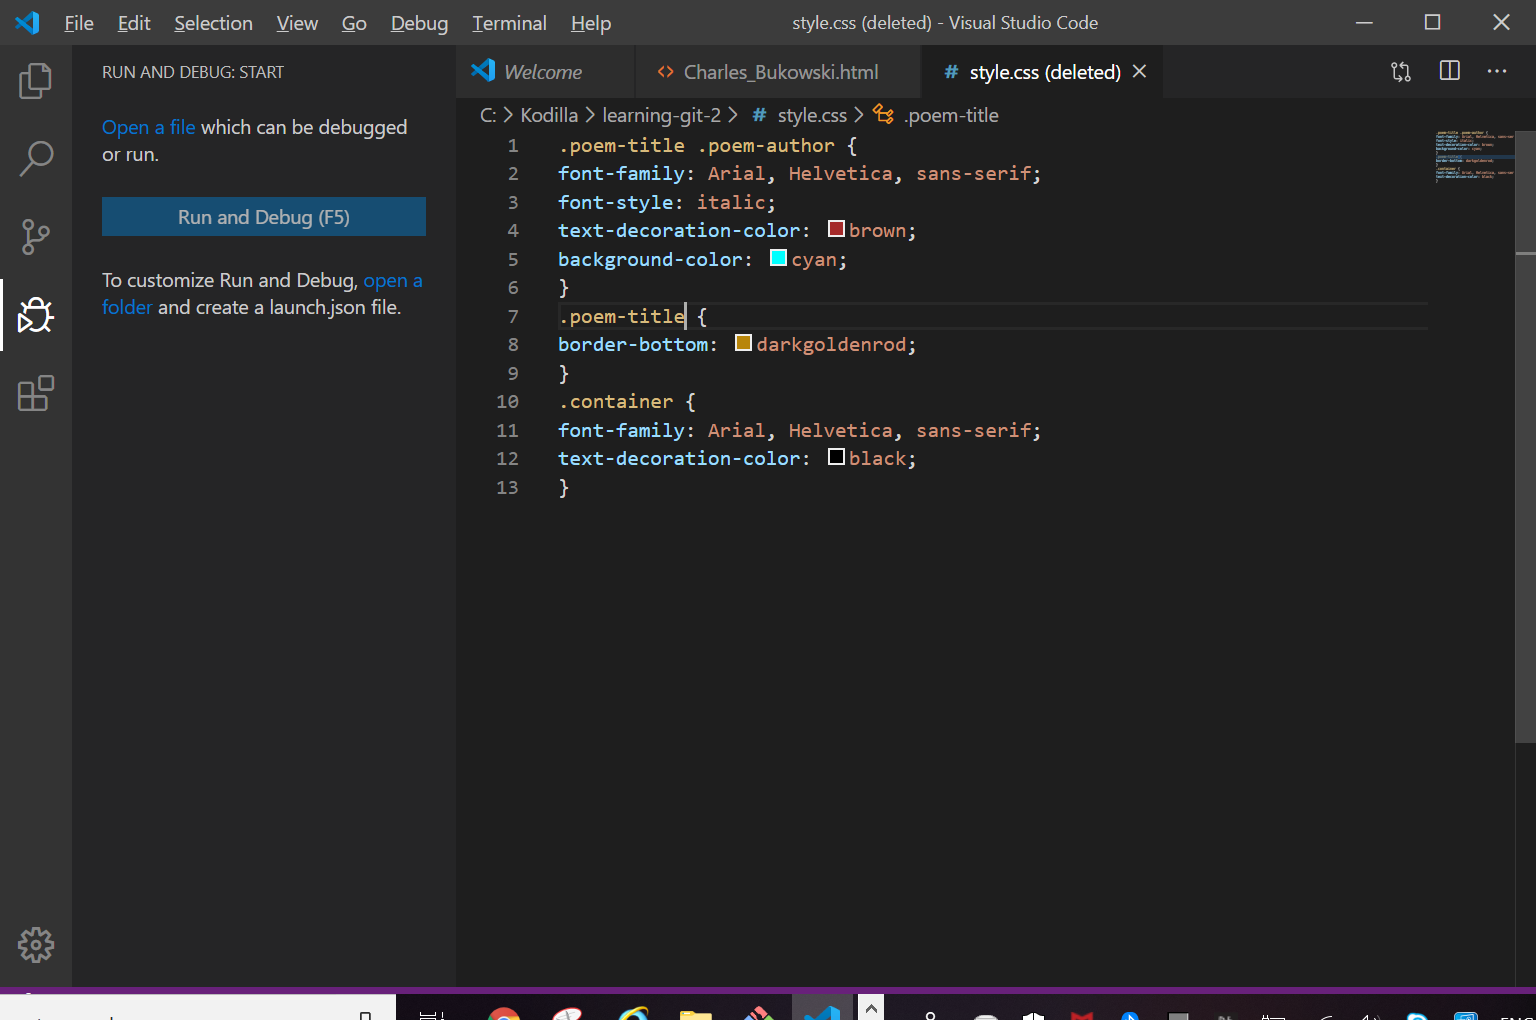 File Edit Selection View Go Debug Terminal Help style.css (deleted) - Visual Studio Code
RUN AND DEBUG: START
Open a file which can be debugged
or run.
Run and Debug (F5)
To customize Run and Debug, open a
folder and create a launch.json file.
Welcome Charles_Bukowski.html # style.css (deleted)
C: > Kodilla > learning-git-2 > # style.css > .poem-title
1 .poem-title .poem-author {
2 font-family: Arial, Helvetica, sans-serif;
3 font-style: italic;
4 text-decoration-color: brown;
5 background-color: cyan;
6 }
7 .poem-title {
8 border-bottom: darkgoldenrod;
9 }
10 .container {
11 font-family: Arial, Helvetica, sans-serif;
12 text-decoration-color: black;
13 }